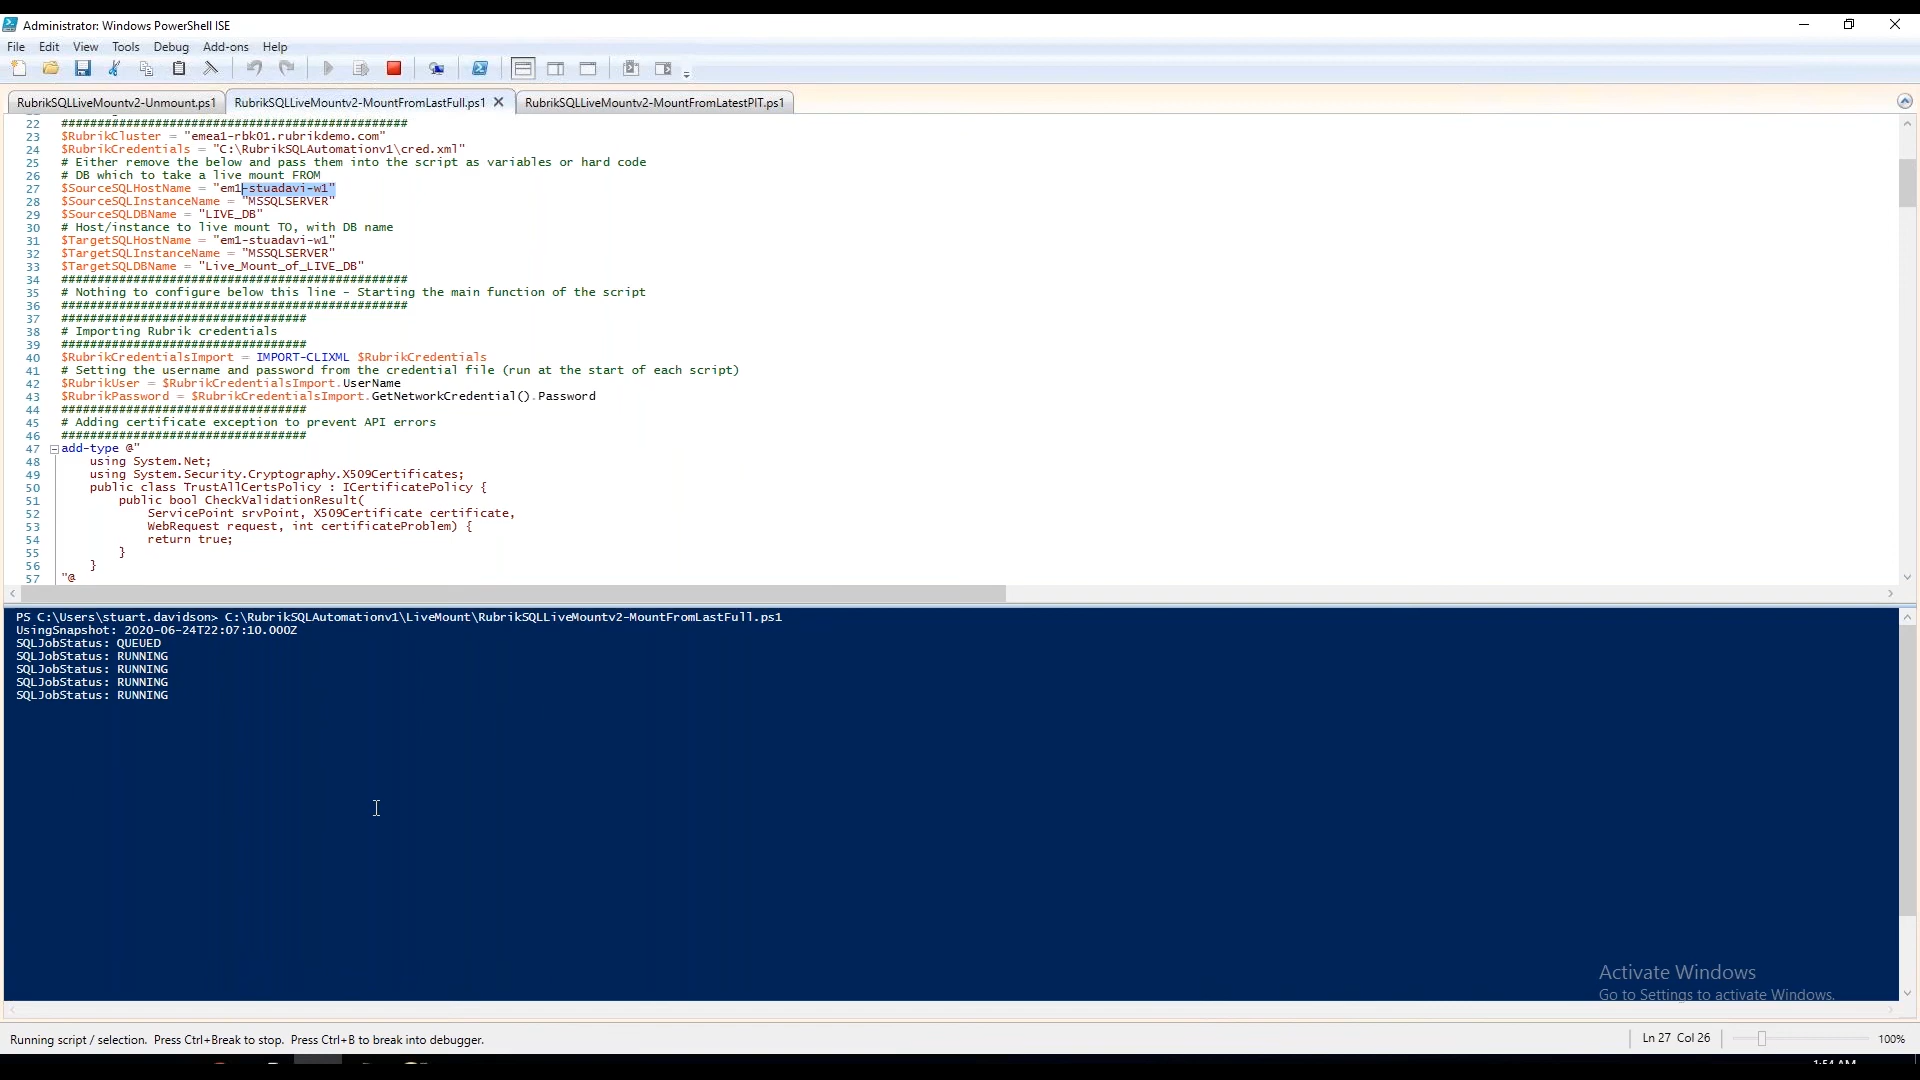 Administrator: Windows PowerShell ISE
File Edit View Tools Debug Add-ons Help
RubrikSQLLiveMountv2-Unmount.ps1 RubrikSQLLiveMountv2-MountFromLastFull.ps1 RubrikSQLLiveMountv2-MountFromLatestPIT.ps1
22 ################################################
23 $RubrikCluster = "emea1-rbk01.rubrikdemo.com"
24 $RubrikCredentials = "C:\RubrikSQLAutomationv1\cred.xml"
25 # Either remove the below and pass them into the script as variables or hard code
26 # DB which to take a live mount FROM
27 $SourceSQLHostName = "em1-stuadavi-w1"
28 $SourceSQLInstanceName = "MSSQLSERVER"
29 $SourceSQLDBName = "LIVE_DB"
30 # Host/instance to live mount TO, with DB name
31 $TargetSQLHostName = "em1-stuadavi-w1"
32 $TargetSQLInstanceName = "MSSQLSERVER"
33 $TargetSQLDBName = "Live_Mount_of_LIVE_DB"
34 ################################################
35 # Nothing to configure below this line - Starting the main function of the script
36 ################################################
37 ##################################
38 # Importing Rubrik credentials
39 ##################################
40 $RubrikCredentialsImport = IMPORT-CLIXML $RubrikCredentials
41 # Setting the username and password from the credential file (run at the start of each script)
42 $RubrikUser = $RubrikCredentialsImport.UserName
43 $RubrikPassword = $RubrikCredentialsImport.GetNetworkCredential().Password
44 ##################################
45 # Adding certificate exception to prevent API errors
46 ##################################
47 add-type @"
48 using System.Net;
49 using System.Security.Cryptography.X509Certificates;
50 public class TrustAllCertsPolicy : ICertificatePolicy {
51 public bool CheckValidationResult(
52 ServicePoint srvPoint, X509Certificate certificate,
53 WebRequest request, int certificateProblem) {
54 return true;
55 }
56 }
57 "@
PS C:\Users\stuart.davidson> C:\RubrikSQLAutomationv1\LiveMount\RubrikSQLLiveMountv2-MountFromLastFull.ps1
UsingSnapshot: 2020-06-24T22:07:10.000Z
SQLJobStatus: QUEUED
SQLJobStatus: RUNNING
SQLJobStatus: RUNNING
SQLJobStatus: RUNNING
SQLJobStatus: RUNNING
Activate Windows
Go to Settings to activate Windows.
Running script / selection. Press Ctrl+Break to stop. Press Ctrl+B to break into debugger. Ln 27 Col 26 100%